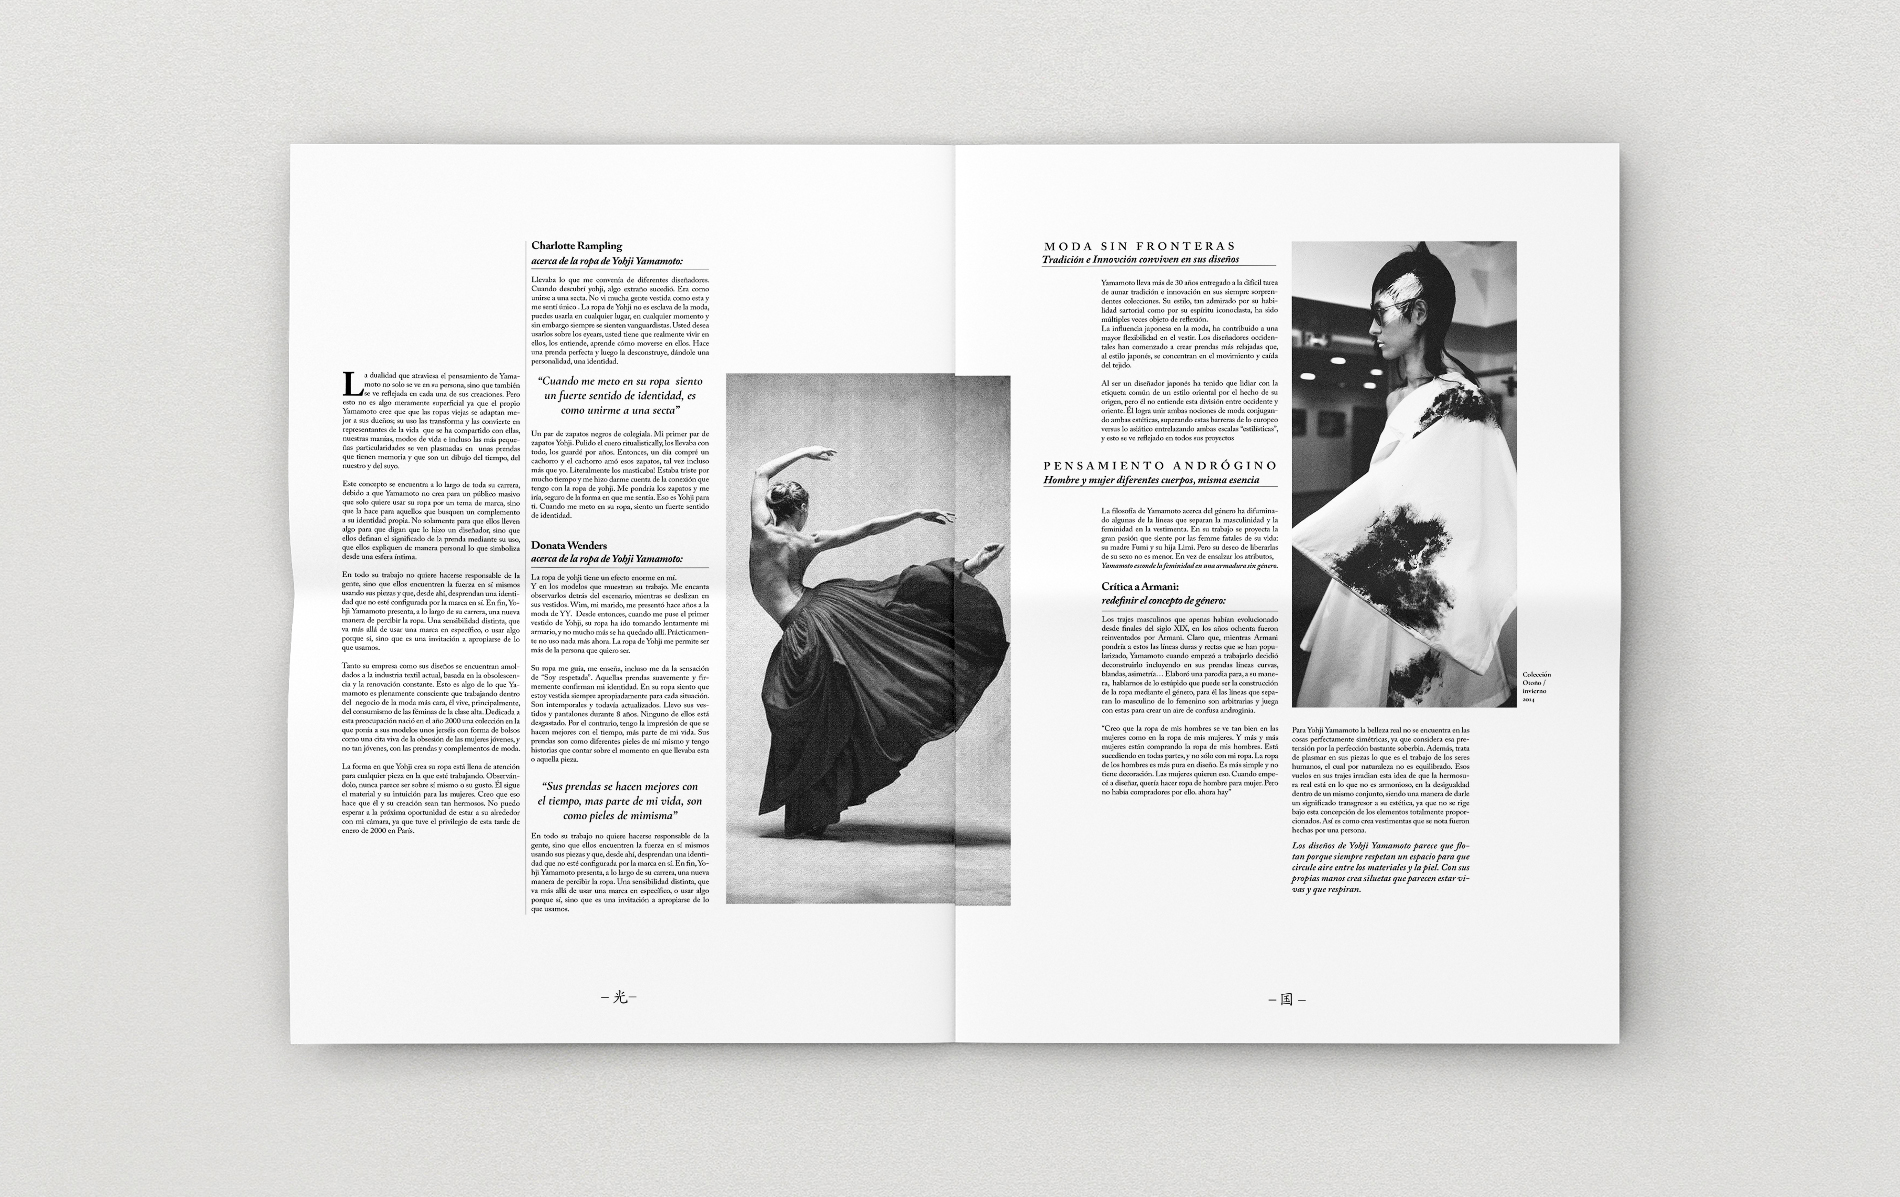 La dualidad que atraviesa el pensamiento de Yama-
moto no solo se ve en su persona, sino que también
se ve reflejada en cada una de sus creaciones. Pero
esto no es algo meramente superficial ya que el propio
Yamamoto cree que que las ropas viejas se adaptan me-
jor a sus dueños; su uso las transforma y las convierte en
representantes de la vida que se ha compartido con ellas,
nuestras manías, modos de vida e incluso las más peque-
ñas particularidades se ven plasmadas en unas prendas
que tienen memoria y que son un dibujo del tiempo, del
nuestro y del suyo.
Este concepto se encuentra a lo largo de toda su carrera,
debido a que Yamamoto no crea para un público masivo
que solo quiere usar su ropa por un tema de marca, sino
que la hace para aquellos que busquen un complemento
a su identidad propia. No solamente para que ellos lleven
algo para que digan que lo hizo un diseñador, sino que
ellos definan el significado de la prenda mediante su uso,
que ellos expliquen de manera personal lo que simboliza
desde una esfera íntima.
En todo su trabajo no quiere hacerse responsable de la
gente, sino que ellos encuentren la fuerza en sí mismos
usando sus piezas y que, desde ahí, desprendan una identi-
dad que no esté configurada por la marca en sí. En fin, Yo-
hji Yamamoto presenta, a lo largo de su carrera, una nueva
manera de percibir la ropa. Una sensibilidad distinta, que
va más allá de usar una marca en específico, o usar algo
porque sí, sino que es una invitación a apropiarse de lo
que usamos.
Tanto su empresa como sus diseños se encuentran amol-
dados a la industria textil actual, basada en la obsolescen-
cia y la renovación constante. Esto es algo de lo que Ya-
mamoto es plenamente consciente que trabajando dentro
del negocio de la moda más cara, él vive, principalmente,
del consumismo de las féminas de la clase alta. Dedicada a
esta preocupación nació en el año 2000 una colección en la
que ponía a sus modelos unos jerséis con forma de bolsos
como una cita viva de la obsesión de las mujeres jóvenes, y
no tan jóvenes, con las prendas y complementos de moda.
La forma en que Yohji crea su ropa está llena de atención
para cualquier pieza en la que esté trabajando. Observán-
dolo, nunca parece ser sobre sí mismo o su gusto. Él sigue
el material y su intuición para las mujeres. Creo que eso
hace que él y su creación sean tan hermosos. No puedo
esperar a la próxima oportunidad de estar a su alrededor
con mi cámara, ya que tuve el privilegio de esta tarde de
enero de 2000 en París.
Charlotte Rampling
acerca de la ropa de Yohji Yamamoto:
Llevaba lo que me convenía de diferentes diseñadores.
Cuando descubrí yohji, algo extraño sucedió. Era como
unirse a una secta. No vi mucha gente vestida como esta y
me sentí único . La ropa de Yohji no es esclava de la moda,
puedes usarla en cualquier lugar, en cualquier momento y
sin embargo siempre se sienten vanguardistas. Usted desea
usarlos sobre los eyears, usted tiene que realmente vivir en
ellos, los entiende, aprende cómo moverse en ellos. Hace
una prenda perfecta y luego la desconstruye, dándole una
personalidad, una identidad.
“Cuando me meto en su ropa siento
un fuerte sentido de identidad, es
como unirme a una secta”
Un par de zapatos negros de colegiala. Mi primer par de
zapatos Yohji. Pulido el cuero ritualistically, los llevaba con
todo, los guardé por años. Entonces, un día compré un
cachorro y el cachorro amó esos zapatos, tal vez incluso
más que yo. Literalmente los masticaba! Estaba triste por
mucho tiempo y me hizo darme cuenta de la conexión que
tengo con la ropa de yohji. Me pondría los zapatos y me
iría, seguro de la forma en que me sentía. Eso es Yohji para
ti. Cuando me meto en su ropa, siento un fuerte sentido
de identidad.
Donata Wenders
acerca de la ropa de Yohji Yamamoto:
La ropa de yohji tiene un efecto enorme en mí.
Y en los modelos que muestran su trabajo. Me encanta
observarlos detrás del escenario, mientras se deslizan en
sus vestidos. Wim, mi marido, me presentó hace años a la
moda de YY. Desde entonces, cuando me puse el primer
vestido de Yohji, su ropa ha ido tomando lentamente mi
armario, y no mucho más se ha quedado allí. Prácticamen-
te no uso nada más ahora. La ropa de Yohji me permite ser
más de la persona que quiero ser.
Su ropa me guía, me enseña, incluso me da la sensación
de “Soy respetada”. Aquellas prendas suavemente y fir-
memente confirman mi identidad. En su ropa siento que
estoy vestida siempre apropiadamente para cada situación.
Son intemporales y todavía actualizados. Llevo sus ves-
tidos y pantalones durante 8 años. Ninguno de ellos está
desgastado. Por el contrario, tengo la impresión de que se
hacen mejores con el tiempo, más parte de mi vida. Sus
prendas son como diferentes pieles de mí mismo y tengo
historias que contar sobre el momento en que llevaba esta
o aquella pieza.
“Sus prendas se hacen mejores con
el tiempo, mas parte de mi vida, son
como pieles de mimisma”
En todo su trabajo no quiere hacerse responsable de la
gente, sino que ellos encuentren la fuerza en sí mismos
usando sus piezas y que, desde ahí, desprendan una identi-
dad que no esté configurada por la marca en sí. En fin, Yo-
hji Yamamoto presenta, a lo largo de su carrera, una nueva
manera de percibir la ropa. Una sensibilidad distinta, que
va más allá de usar una marca en específico, o usar algo
porque sí, sino que es una invitación a apropiarse de lo
que usamos.
– 光 –
MODA SIN FRONTERAS
Tradición e Innovción conviven en sus diseños
Yamamoto lleva más de 30 años entregado a la difícil tarea
de aunar tradición e innovación en sus siempre sorpren-
dentes colecciones. Su estilo, tan admirado por su habi-
lidad sartorial como por su espíritu iconoclasta, ha sido
múltiples veces objeto de reflexión.
La influencia japonesa en la moda, ha contribuido a una
mayor flexibilidad en el vestir. Los diseñadores occiden-
tales han comenzado a crear prendas más relajadas que,
al estilo japonés, se concentran en el movimiento y caída
del tejido.
Al ser un diseñador japonés ha tenido que lidiar con la
etiqueta común de un estilo oriental por el hecho de su
origen, pero él no entiende esta división entre occidente y
oriente. Él logra unir ambas nociones de moda conjugan-
do ambas estéticas, superando estas barreras de lo europeo
versus lo asiático entrelazando ambas escalas “estilísticas”,
y esto se ve reflejado en todos sus proyectos
PENSAMIENTO ANDRÓGINO
Hombre y mujer diferentes cuerpos, misma esencia
La filosofía de Yamamoto acerca del género ha difumina-
do algunas de la líneas que separan la masculinidad y la
feminidad en la vestimenta. En su trabajo se proyecta la
gran pasión que siente por las femme fatales de su vida:
su madre Fumi y su hija Limi. Pero su deseo de liberarlas
de su sexo no es menor. En vez de ensalzar los atributos,
Yamamoto esconde la feminidad en una armadura sin género.
Crítica a Armani:
redefinir el concepto de género:
Los trajes masculinos que apenas habían evolucionado
desde finales del siglo XIX, en los años ochenta fueron
reinventados por Armani. Claro que, mientras Armani
pondría a estos las líneas duras y rectas que se han popu-
larizado, Yamamoto cuando empezó a trabajarlo decidió
deconstruirlo incluyendo en sus prendas líneas curvas,
blandas, asimetría… Elaboró una parodia para, a su mane-
ra, hablarnos de lo estúpido que puede ser la construcción
de la ropa mediante el género, para él las líneas que sepa-
ran lo masculino de lo femenino son arbitrarias y juega
con estas para crear un aire de confusa androginia.
“Creo que la ropa de mis hombres se ve tan bien en las
mujeres como en la ropa de mis mujeres. Y más y más
mujeres están comprando la ropa de mis hombres. Está
sucediendo en todas partes, y no sólo con mi ropa. La ropa
de los hombres es más pura en diseño. Es más simple y no
tiene decoración. Las mujeres quieren eso. Cuando empe-
cé a diseñar, quería hacer ropa de hombre para mujer. Pero
no había compradores por ello. ahora hay”
Colección
Otoño /
invierno
2014
Para Yohji Yamamoto la belleza real no se encuentra en las
cosas perfectamente simétricas, ya que considera esa pre-
tensión por la perfección bastante soberbia. Además, trata
de plasmar en sus piezas lo que es el trabajo de los seres
humanos, el cual por naturaleza no es equilibrado. Esos
vuelos en sus trajes irradian esta idea de que la hermosu-
ra real está en lo que no es armonioso, en la desigualdad
dentro de un mismo conjunto, siendo una manera de darle
un significado transgresor a su estética, ya que no se rige
bajo esta concepción de los elementos totalmente propor-
cionados. Así es como crea vestimentas que se nota fueron
hechas por una persona.
Los diseños de Yohji Yamamoto parece que flo-
tan porque siempre respetan un espacio para que
circule aire entre los materiales y la piel. Con sus
propias manos crea siluetas que parecen estar vi-
vas y que respiran.
– 国 –